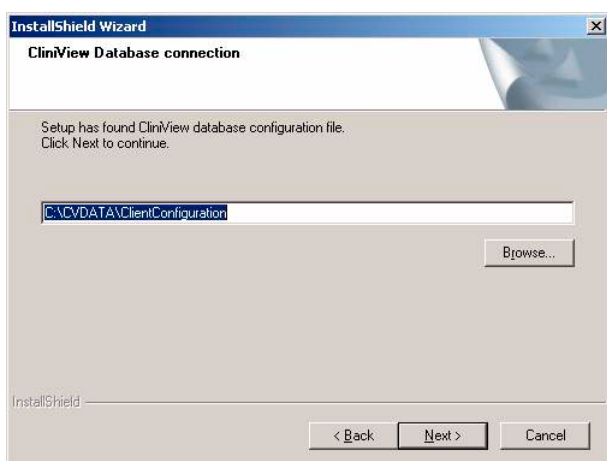 InstallShield Wizard
CliniView Database connection
Setup has found CliniView database configuration file.
Click Next to continue.
C:\CVDATA\ClientConfiguration
Browse...
InstallShield
< Back
Next >
Cancel